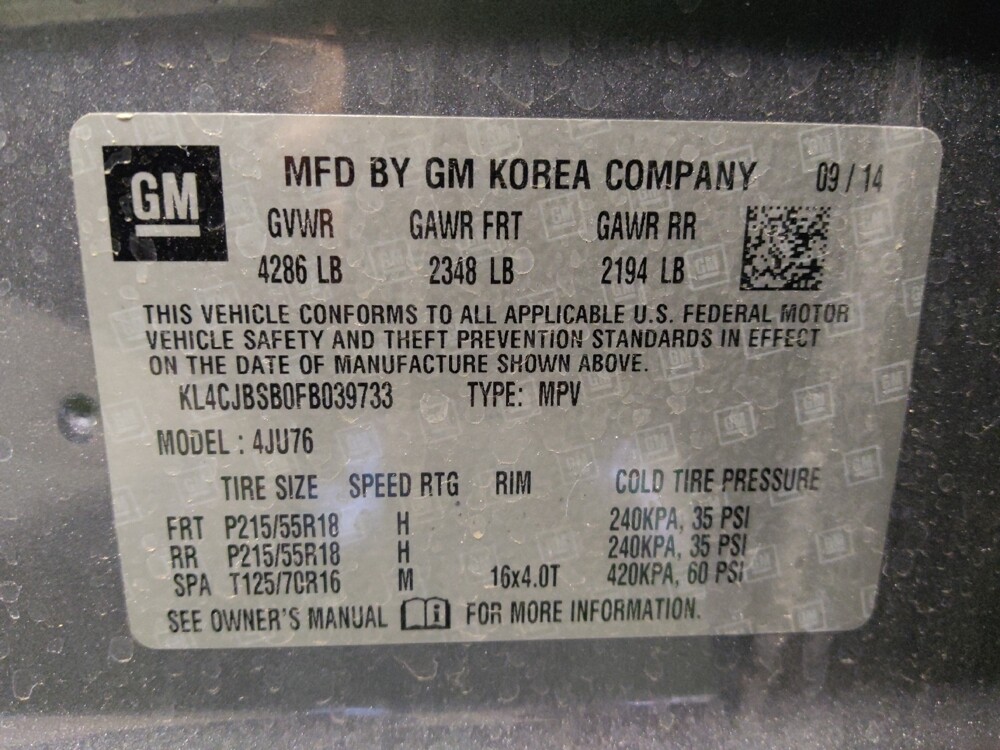 GM
MFD BY GM KOREA COMPANY 09 / 14
GVWR GAWR FRT GAWR RR
4286 LB 2348 LB 2194 LB
THIS VEHICLE CONFORMS TO ALL APPLICABLE U.S. FEDERAL MOTOR
VEHICLE SAFETY AND THEFT PREVENTION STANDARDS IN EFFECT
ON THE DATE OF MANUFACTURE SHOWN ABOVE.
KL4CJBSB0FB039733 TYPE: MPV
MODEL : 4JU76
TIRE SIZE SPEED RTG RIM COLD TIRE PRESSURE
FRT P215/55R18 H 240KPA, 35 PSI
RR P215/55R18 H 240KPA, 35 PSI
SPA T125/70R16 M 16x4.0T 420KPA, 60 PSI
SEE OWNER'S MANUAL FOR MORE INFORMATION.